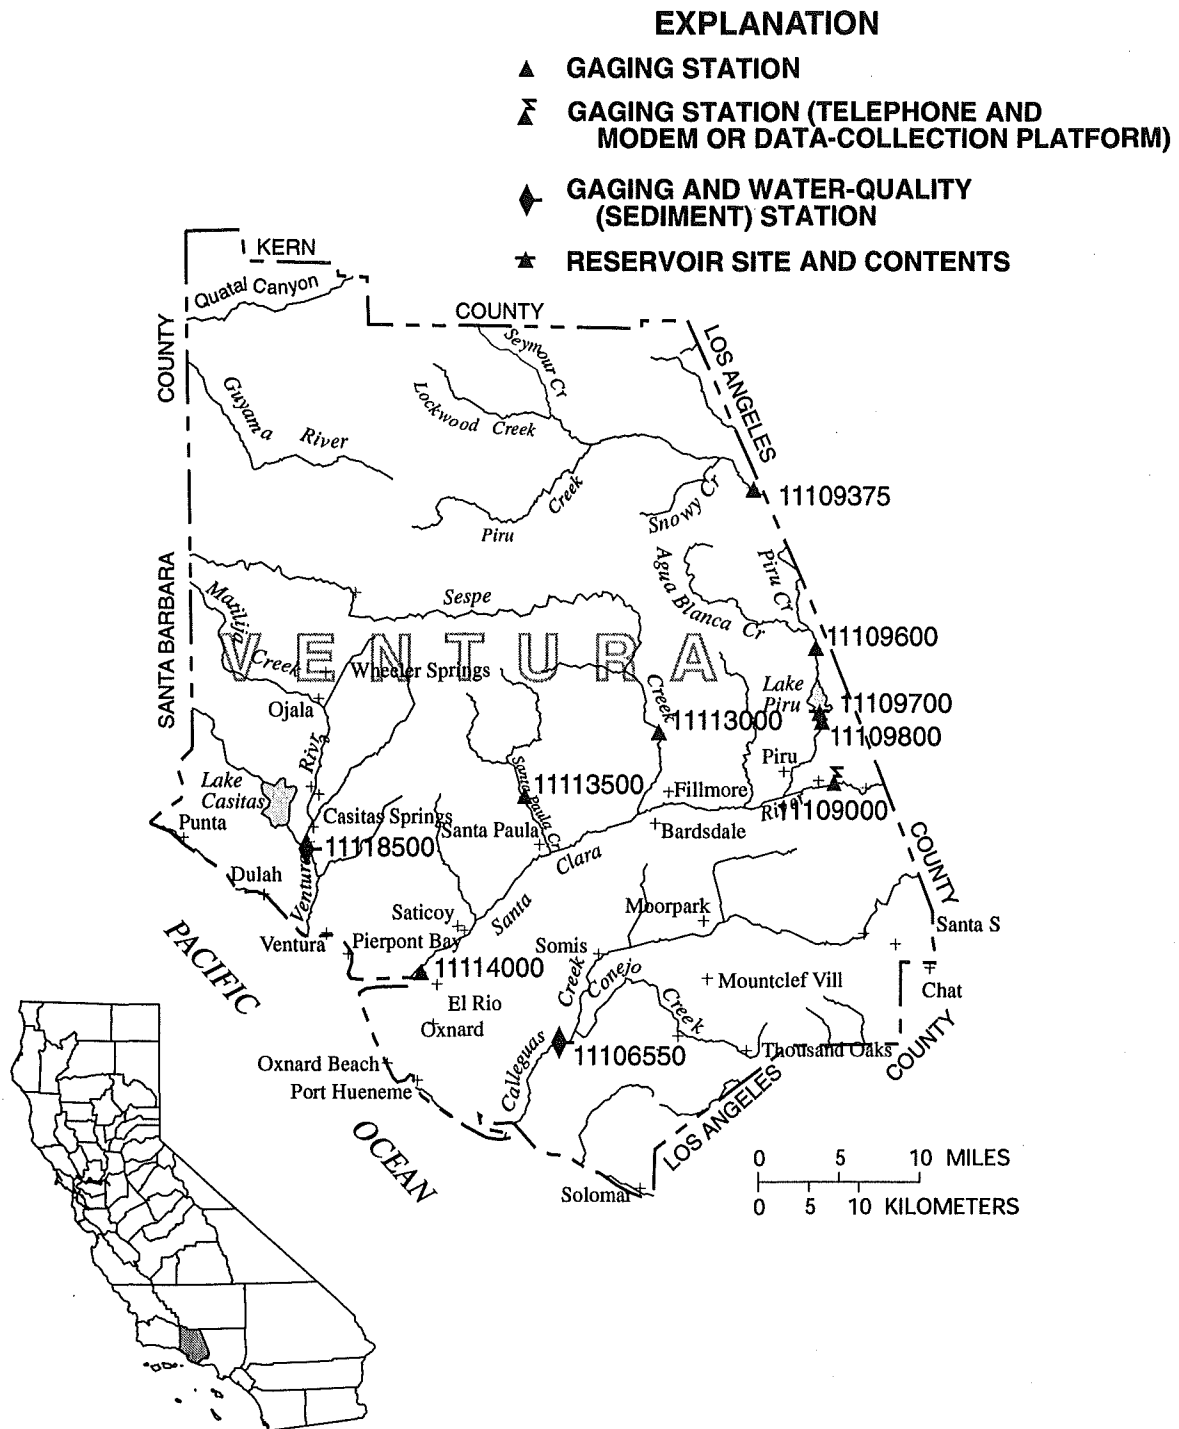 EXPLANATION
GAGING STATION
GAGING STATION (TELEPHONE AND
MODEM OR DATA-COLLECTION PLATFORM)
GAGING AND WATER-QUALITY
(SEDIMENT) STATION
RESERVOIR SITE AND CONTENTS
KERN
COUNTY
Quatal Canyon
COUNTY
SANTA BARBARA
LOS ANGELES
Seymour Cr
Lockwood Creek
Guyama River
Piru Creek
Snowy Cr
11109375
Agua Blanca Cr
Piru Cr
Sespe
Creek
Matilija
Creek
VENTURA
Wheeler Springs
Ojala
11109600
Lake
Piru
11109700
11109800
11113000
Piru
Rivr
Lake
Casitas
Santa Paula Cr
11113500
Fillmore
River
11109000
Punta
Casitas Springs
Santa Paula
Bardsdale
11118500
Clara
Dulah
Ventura
COUNTY
Santa
Saticoy
Moorpark
Santa S
Ventura
Pierpont Bay
Somis
PACIFIC
11114000
Creek
Conejo
Creek
Mountclef Vill
Chat
El Rio
Oxnard
Calleguas
11106550
Thousand Oaks
COUNTY
Oxnard Beach
Port Hueneme
LOS ANGELES
OCEAN
Solomar
0 5 10 MILES
0 5 10 KILOMETERS